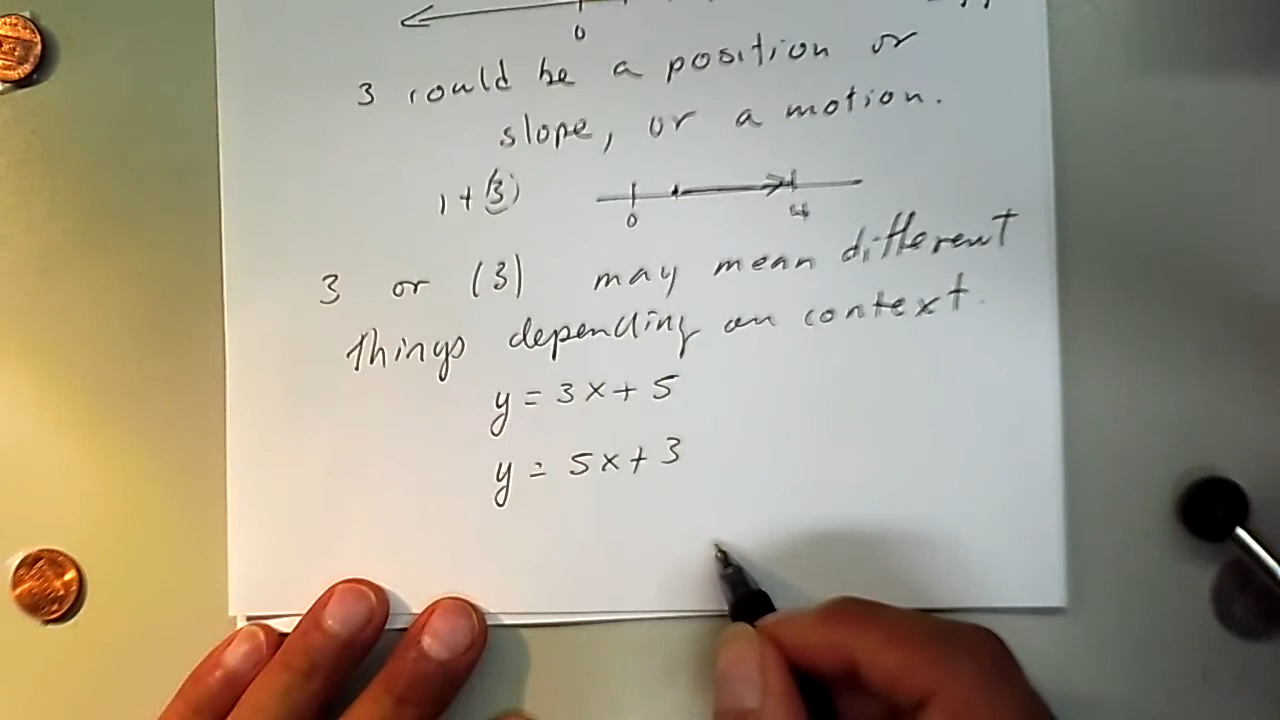 0
3 could be a position or
slope, or a motion.
1 + (3)
0 4
3 or (3) may mean different
things depending on context.
y = 3x + 5
y = 5x + 3